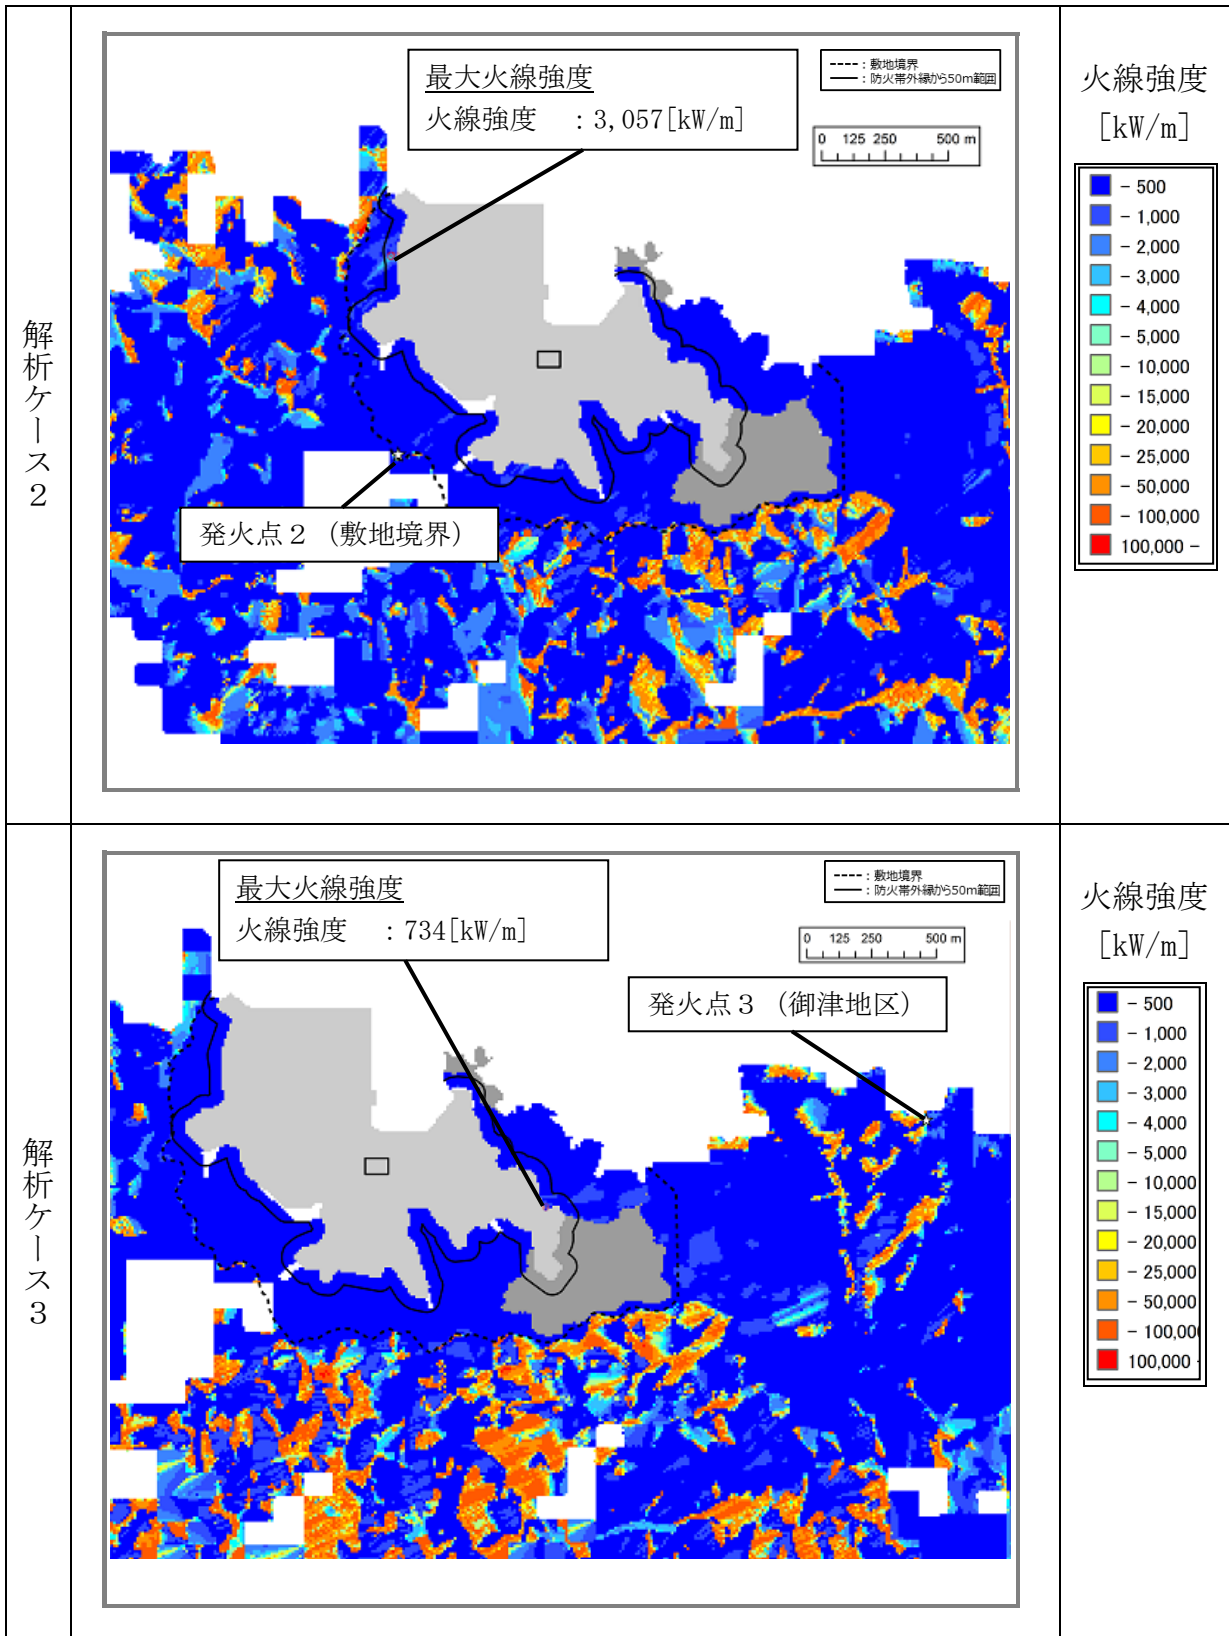 解析ケース２
最大火線強度
火線強度　：3,057[kW/m]
----：敷地境界
―：防火帯外縁から50m範囲
0 125 250 500 m
発火点２（敷地境界）
火線強度
[kW/m]
- 500
- 1,000
- 2,000
- 3,000
- 4,000
- 5,000
- 10,000
- 15,000
- 20,000
- 25,000
- 50,000
- 100,000
100,000 -
解析ケース３
最大火線強度
火線強度　：734[kW/m]
----：敷地境界
―：防火帯外縁から50m範囲
0 125 250 500 m
発火点３（御津地区）
火線強度
[kW/m]
- 500
- 1,000
- 2,000
- 3,000
- 4,000
- 5,000
- 10,000
- 15,000
- 20,000
- 25,000
- 50,000
- 100,00
100,000 -